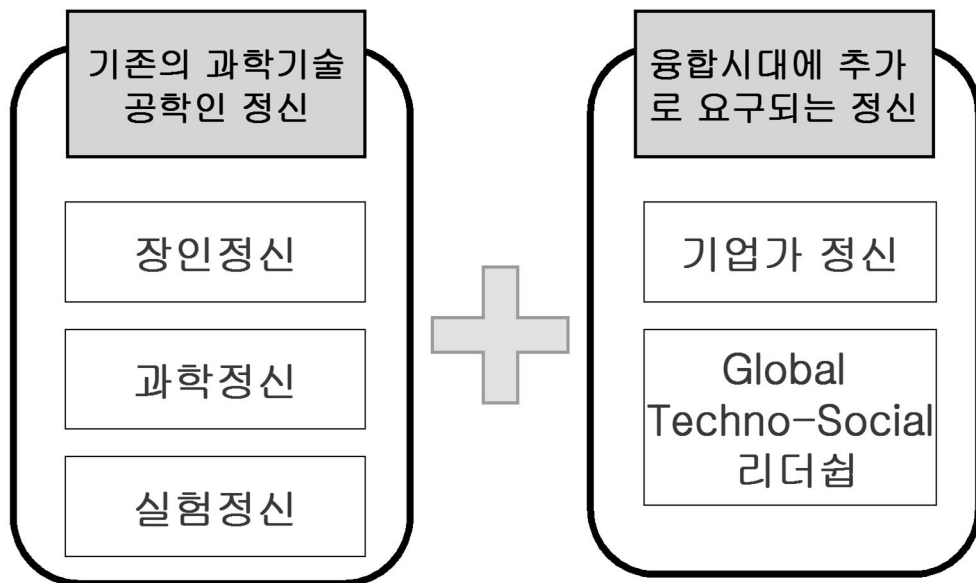 기존의 과학기술
공학인 정신
장인정신
과학정신
실험정신
융합시대에 추가
로 요구되는 정신
기업가 정신
Global
Techno-Social
리더쉽